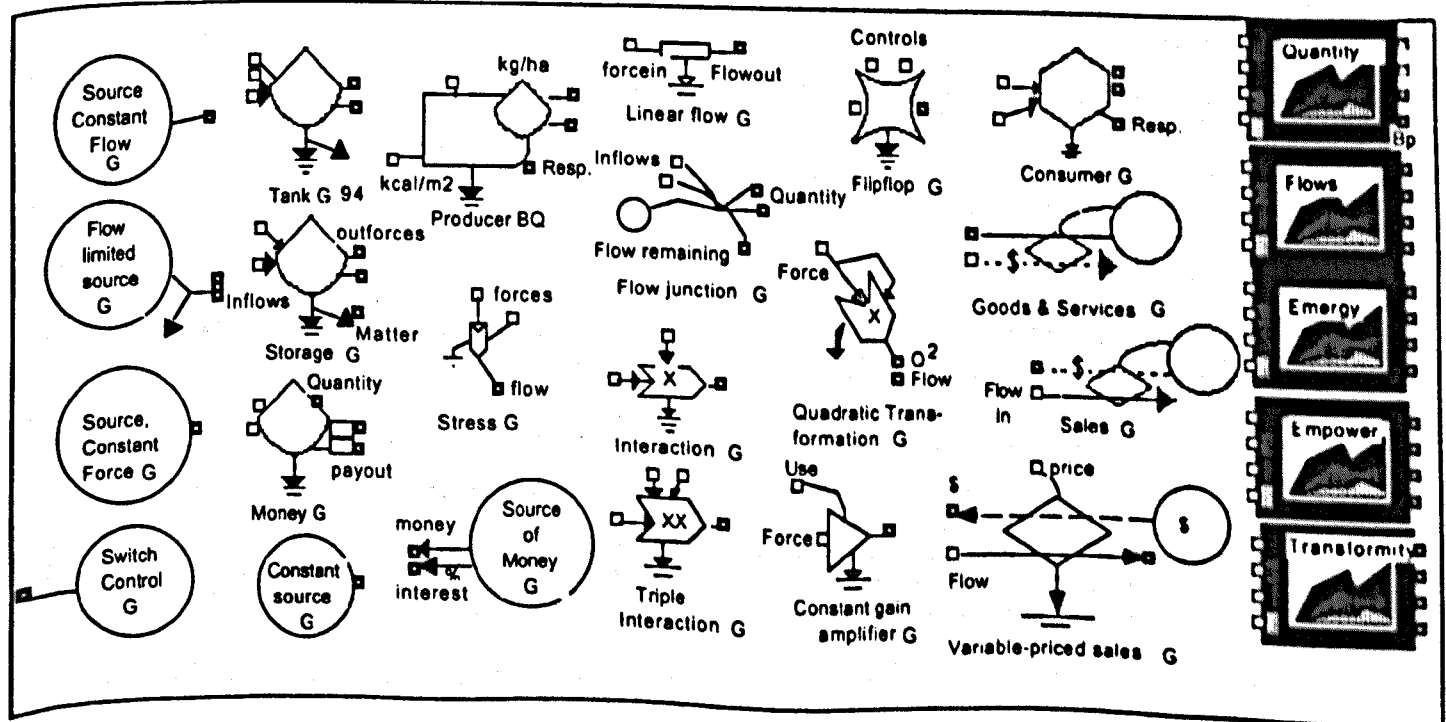 Source
Constant
Flow
G
Tank G 94
kg/ha
kcal/m2
Resp.
Producer BQ
forcein
Flowout
Linear flow G
Controls
Flipflop G
Resp.
Consumer G
Quantity
Bp
Flow
limited
source
G
Inflows
outforces
Matter
Storage G
forces
flow
Stress G
Inflows
Quantity
Flow remaining
Flow junction G
Force
X
O2
Flow
Quadratic Trans-
formation G
$
Goods & Services G
Flows
Emergy
Source,
Constant
Force G
Quantity
payout
Money G
X
Interaction G
$
Flow
In
Sales G
Empower
Switch
Control
G
Constant
source
G
money
%
interest
Source
of
Money
G
XX
Triple
Interaction G
Use
Force
Constant gain
amplifier G
price
$
$
Flow
Variable-priced sales G
Transformity